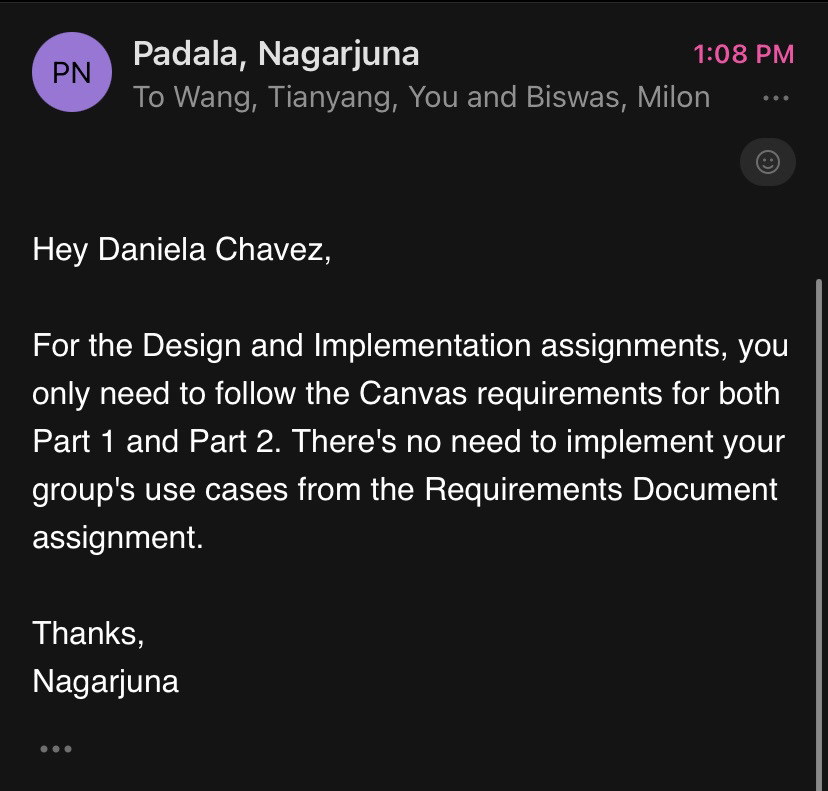 PN
Padala, Nagarjuna
1:08 PM
To Wang, Tianyang, You and Biswas, Milon
Hey Daniela Chavez,
For the Design and Implementation assignments, you
only need to follow the Canvas requirements for both
Part 1 and Part 2. There's no need to implement your
group's use cases from the Requirements Document
assignment.
Thanks,
Nagarjuna